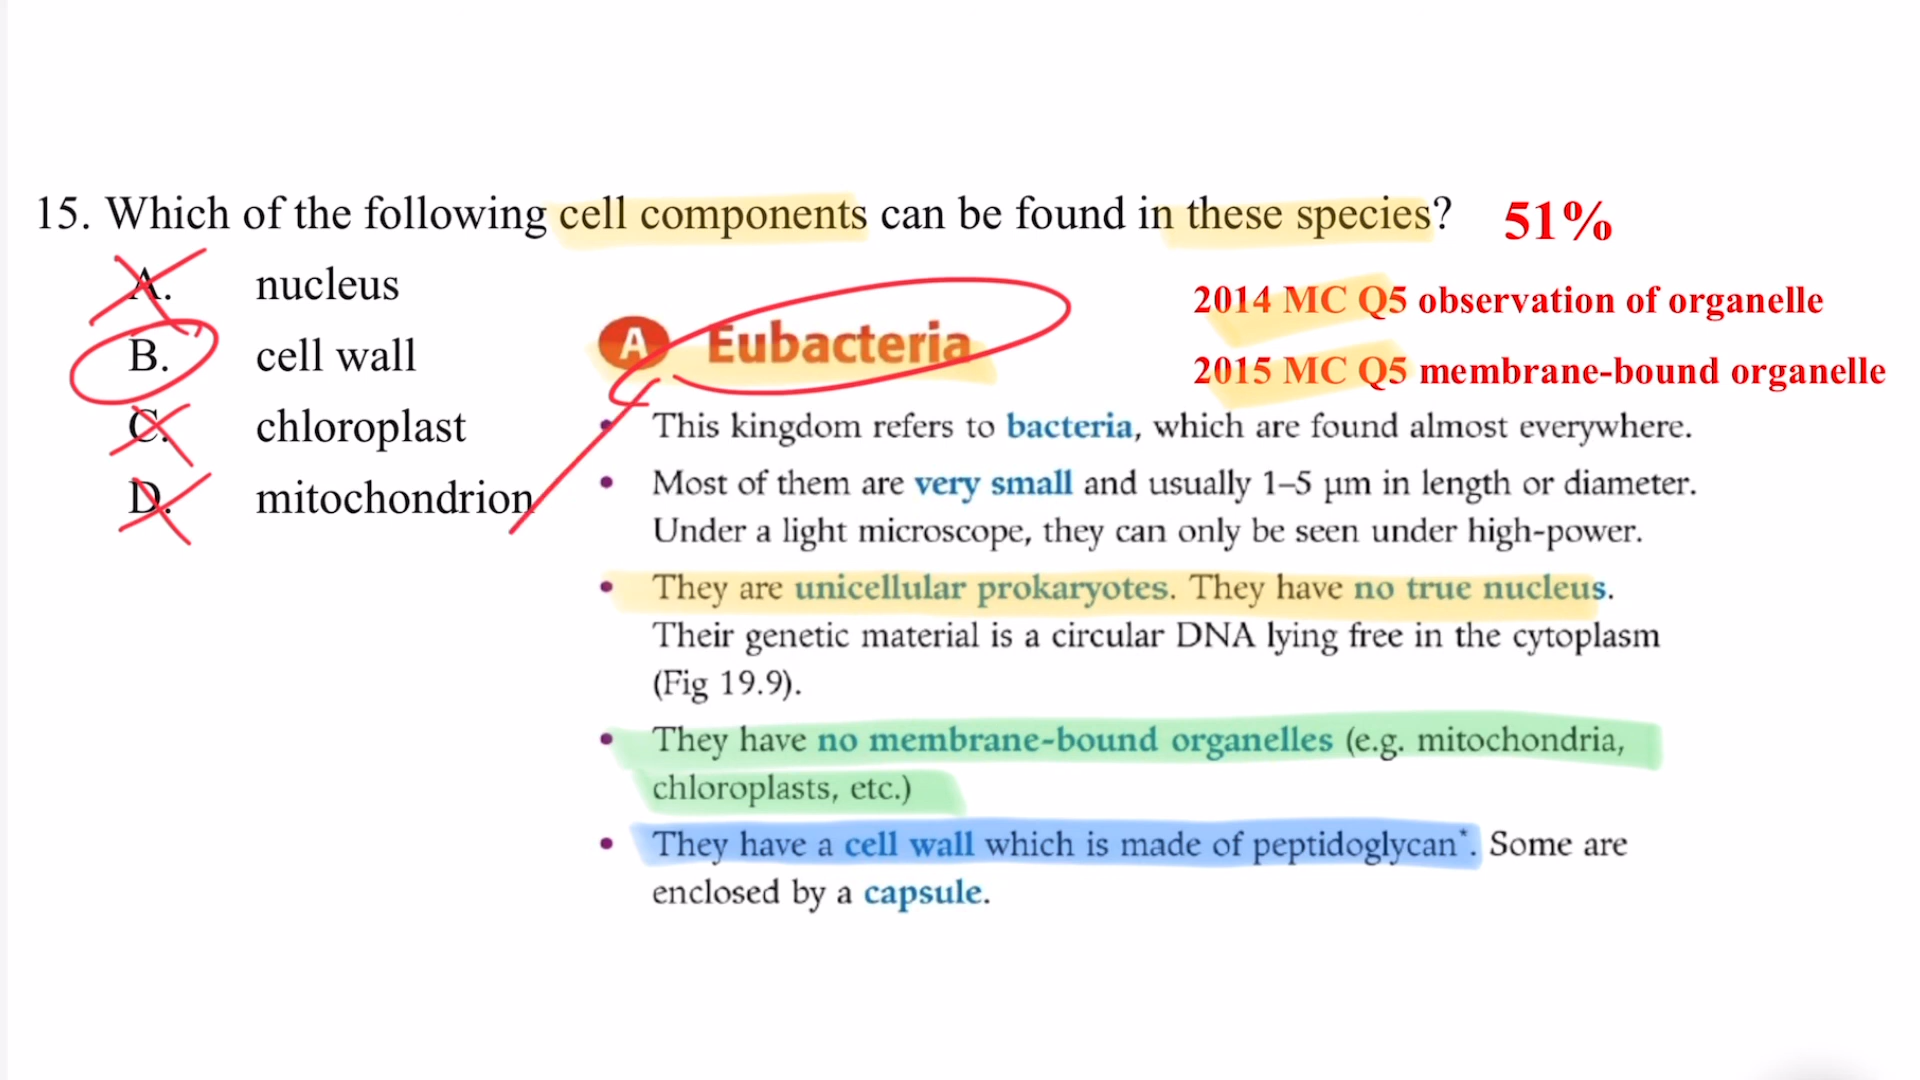 15. Which of the following cell components can be found in these species? 51%
A. nucleus
B. cell wall
C. chloroplast
D. mitochondrion
2014 MC Q5 observation of organelle
2015 MC Q5 membrane-bound organelle
A Eubacteria
• This kingdom refers to bacteria, which are found almost everywhere.
• Most of them are very small and usually 1–5 μm in length or diameter.
Under a light microscope, they can only be seen under high-power.
• They are unicellular prokaryotes. They have no true nucleus.
Their genetic material is a circular DNA lying free in the cytoplasm
(Fig 19.9).
• They have no membrane-bound organelles (e.g. mitochondria,
chloroplasts, etc.)
• They have a cell wall which is made of peptidoglycan*. Some are
enclosed by a capsule.